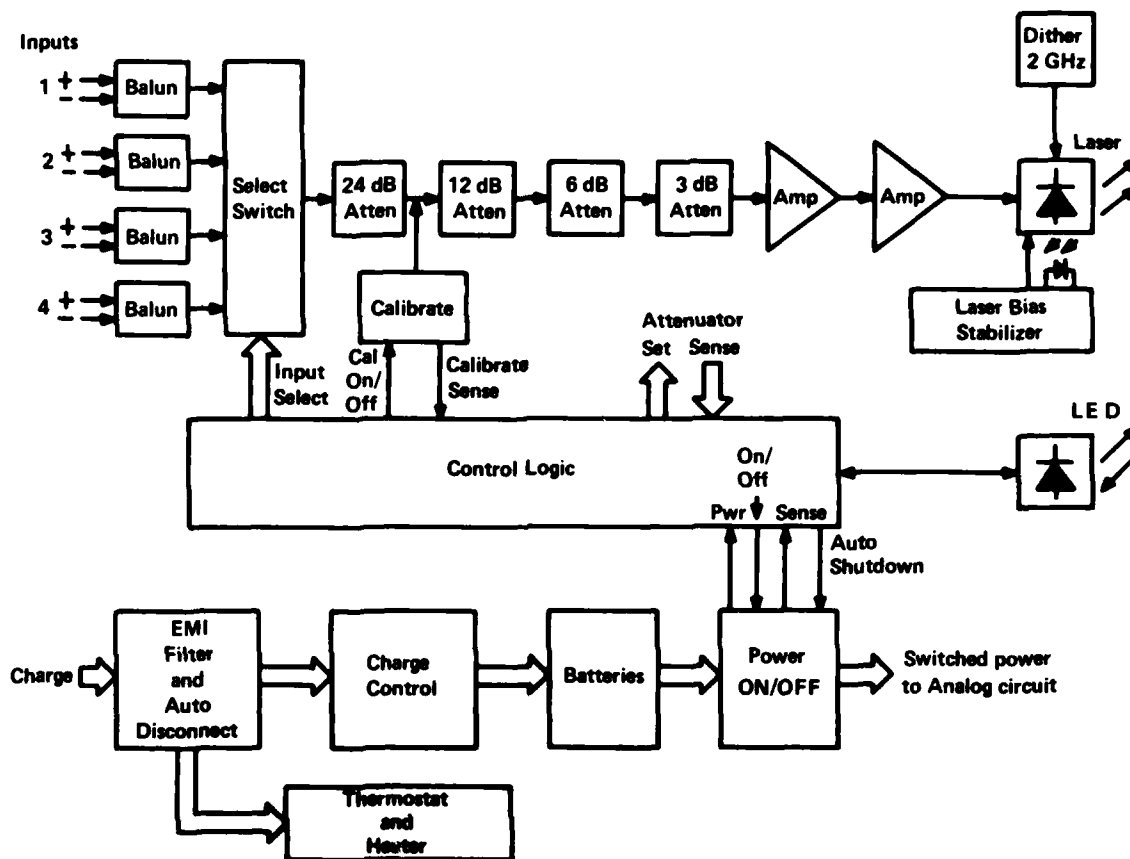 Inputs
1 + −
Balun
2 + −
Balun
3 + −
Balun
4 + −
Balun
Select
Switch
24 dB
Atten
12 dB
Atten
6 dB
Atten
3 dB
Atten
Amp
Amp
Dither
2 GHz
Laser
Laser Bias
Stabilizer
Calibrate
Input
Select
Cal
On/
Off
Calibrate
Sense
Attenuator
Set Sense
Control Logic
On/
Off
Pwr Sense
LED
Auto
Shutdown
Charge
EMI
Filter
and
Auto
Disconnect
Charge
Control
Batteries
Power
ON/OFF
Switched power
to Analog circuit
Thermostat
and
Heater